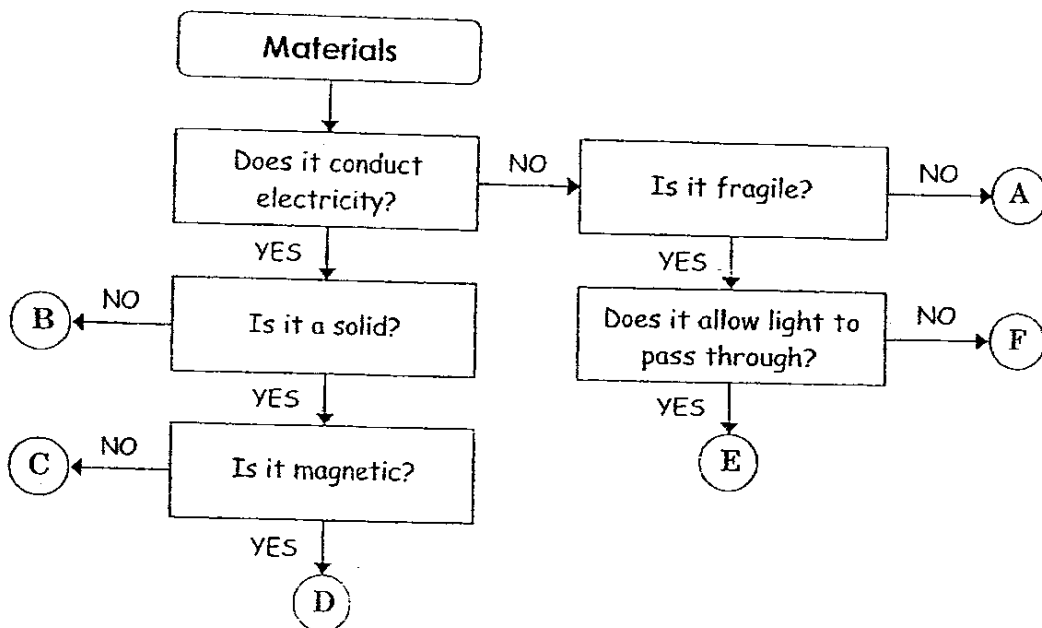 Materials
Does it conduct
electricity?
NO
Is it fragile?
NO
A
YES
YES
B
NO
Is it a solid?
Does it allow light to
pass through?
NO
F
YES
YES
C
NO
Is it magnetic?
E
YES
D